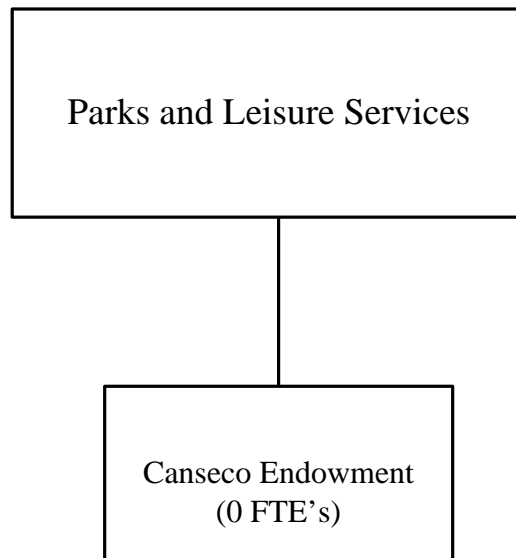 Parks and Leisure Services
Canseco Endowment
(0 FTE’s)